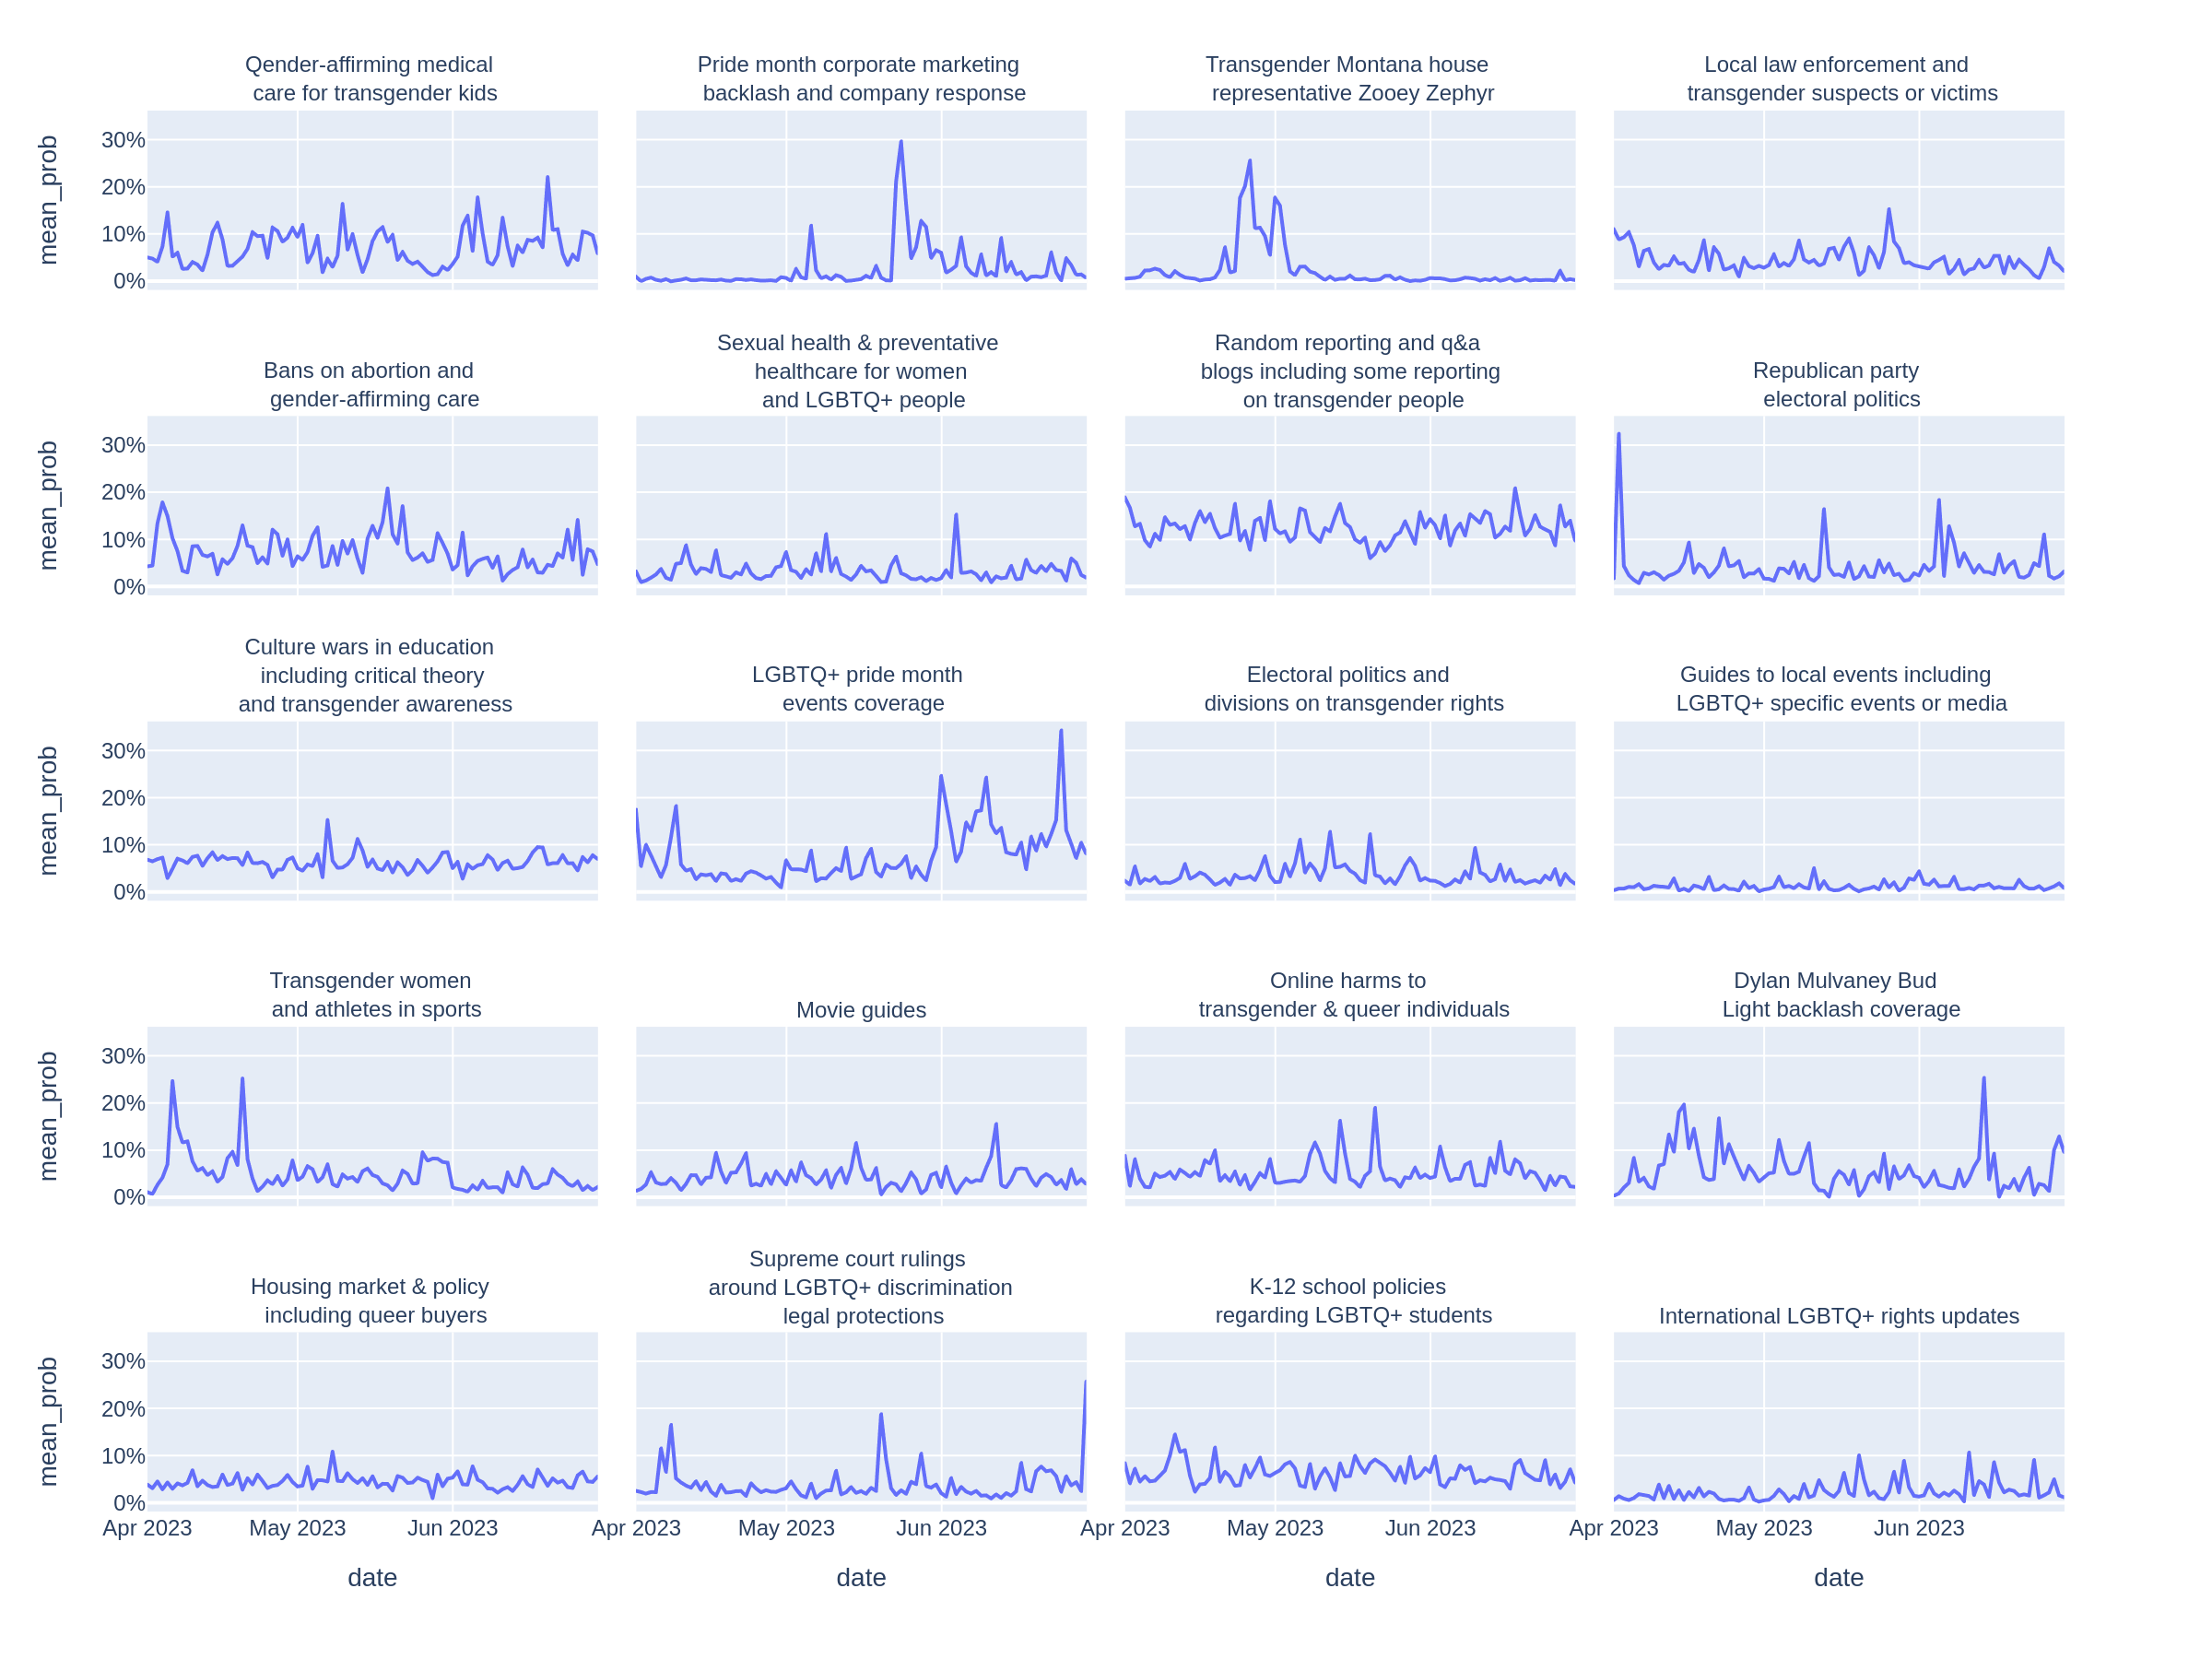 Qender-affirming medical
care for transgender kids
Pride month corporate marketing
backlash and company response
Transgender Montana house
representative Zooey Zephyr
Local law enforcement and
transgender suspects or victims
mean_prob
30%
20%
10%
0%
Bans on abortion and
gender-affirming care
Sexual health & preventative
healthcare for women
and LGBTQ+ people
Random reporting and q&a
blogs including some reporting
on transgender people
Republican party
electoral politics
mean_prob
30%
20%
10%
0%
Culture wars in education
including critical theory
and transgender awareness
LGBTQ+ pride month
events coverage
Electoral politics and
divisions on transgender rights
Guides to local events including
LGBTQ+ specific events or media
mean_prob
30%
20%
10%
0%
Transgender women
and athletes in sports
Movie guides
Online harms to
transgender & queer individuals
Dylan Mulvaney Bud
Light backlash coverage
mean_prob
30%
20%
10%
0%
Housing market & policy
including queer buyers
Supreme court rulings
around LGBTQ+ discrimination
legal protections
K-12 school policies
regarding LGBTQ+ students
International LGBTQ+ rights updates
mean_prob
30%
20%
10%
0%
Apr 2023 May 2023 Jun 2023 Apr 2023 May 2023 Jun 2023 Apr 2023 May 2023 Jun 2023 Apr 2023 May 2023 Jun 2023
date date date date